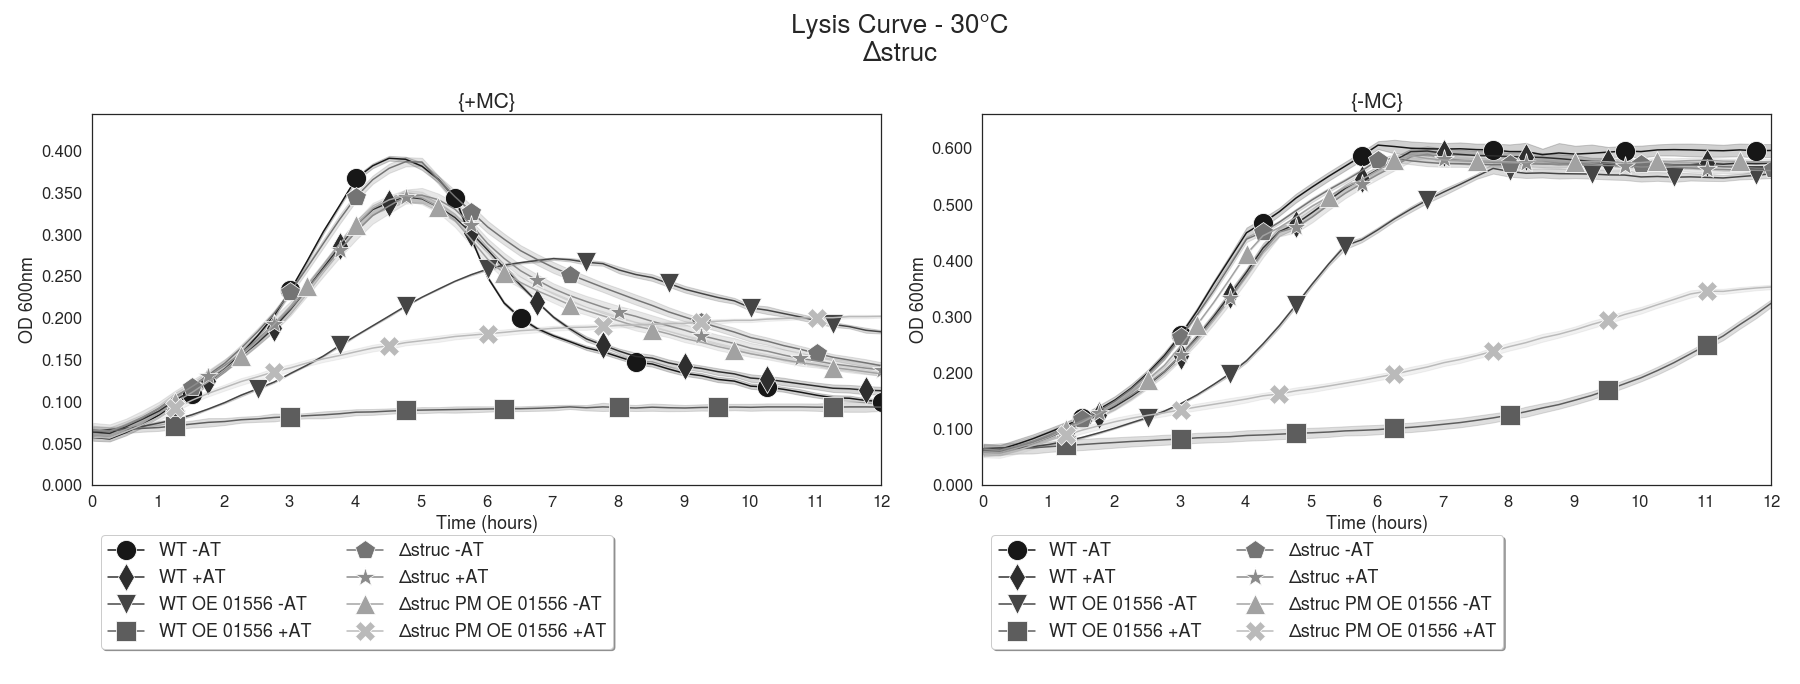 Lysis Curve - 30°C
Δstruc
{+MC}
OD 600nm
0.400
0.350
0.300
0.250
0.200
0.150
0.100
0.050
0.000
0 1 2 3 4 5 6 7 8 9 10 11 12
Time (hours)
WT -AT
WT +AT
WT OE 01556 -AT
WT OE 01556 +AT
Δstruc -AT
Δstruc +AT
Δstruc PM OE 01556 -AT
Δstruc PM OE 01556 +AT
{-MC}
OD 600nm
0.600
0.500
0.400
0.300
0.200
0.100
0.000
0 1 2 3 4 5 6 7 8 9 10 11 12
Time (hours)
WT -AT
WT +AT
WT OE 01556 -AT
WT OE 01556 +AT
Δstruc -AT
Δstruc +AT
Δstruc PM OE 01556 -AT
Δstruc PM OE 01556 +AT